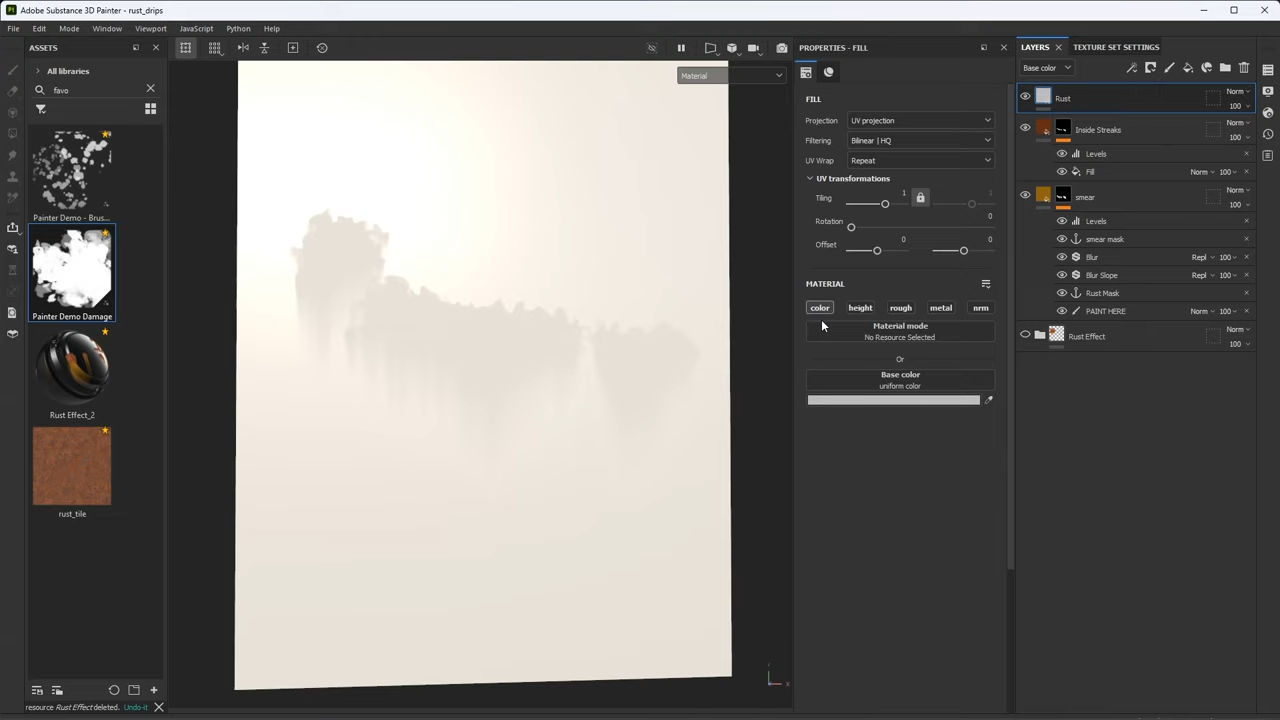 Adobe Substance 3D Painter - rust_drips
File Edit Mode Window Viewport JavaScript Python Help
ASSETS
All libraries
favo
Painter Demo - Brus...
Painter Demo Damage
Rust Effect_2
rust_tile
resource Rust Effect deleted. Undo-it
Material
PROPERTIES - FILL
FILL
Projection UV projection
Filtering Bilinear | HQ
UV Wrap Repeat
UV transformations
Tiling 1 1
Rotation 0
Offset 0 0
MATERIAL
color height rough metal nrm
Material mode
No Resource Selected
Or
Base color
uniform color
LAYERS TEXTURE SET SETTINGS
Base color
Rust Norm 100
Inside Streaks Norm 100
Levels
Fill Norm 100
smear Norm 100
Levels
smear mask
Blur Repl 100
Blur Slope Repl 100
Rust Mask
PAINT HERE Norm 100
Rust Effect Norm 100